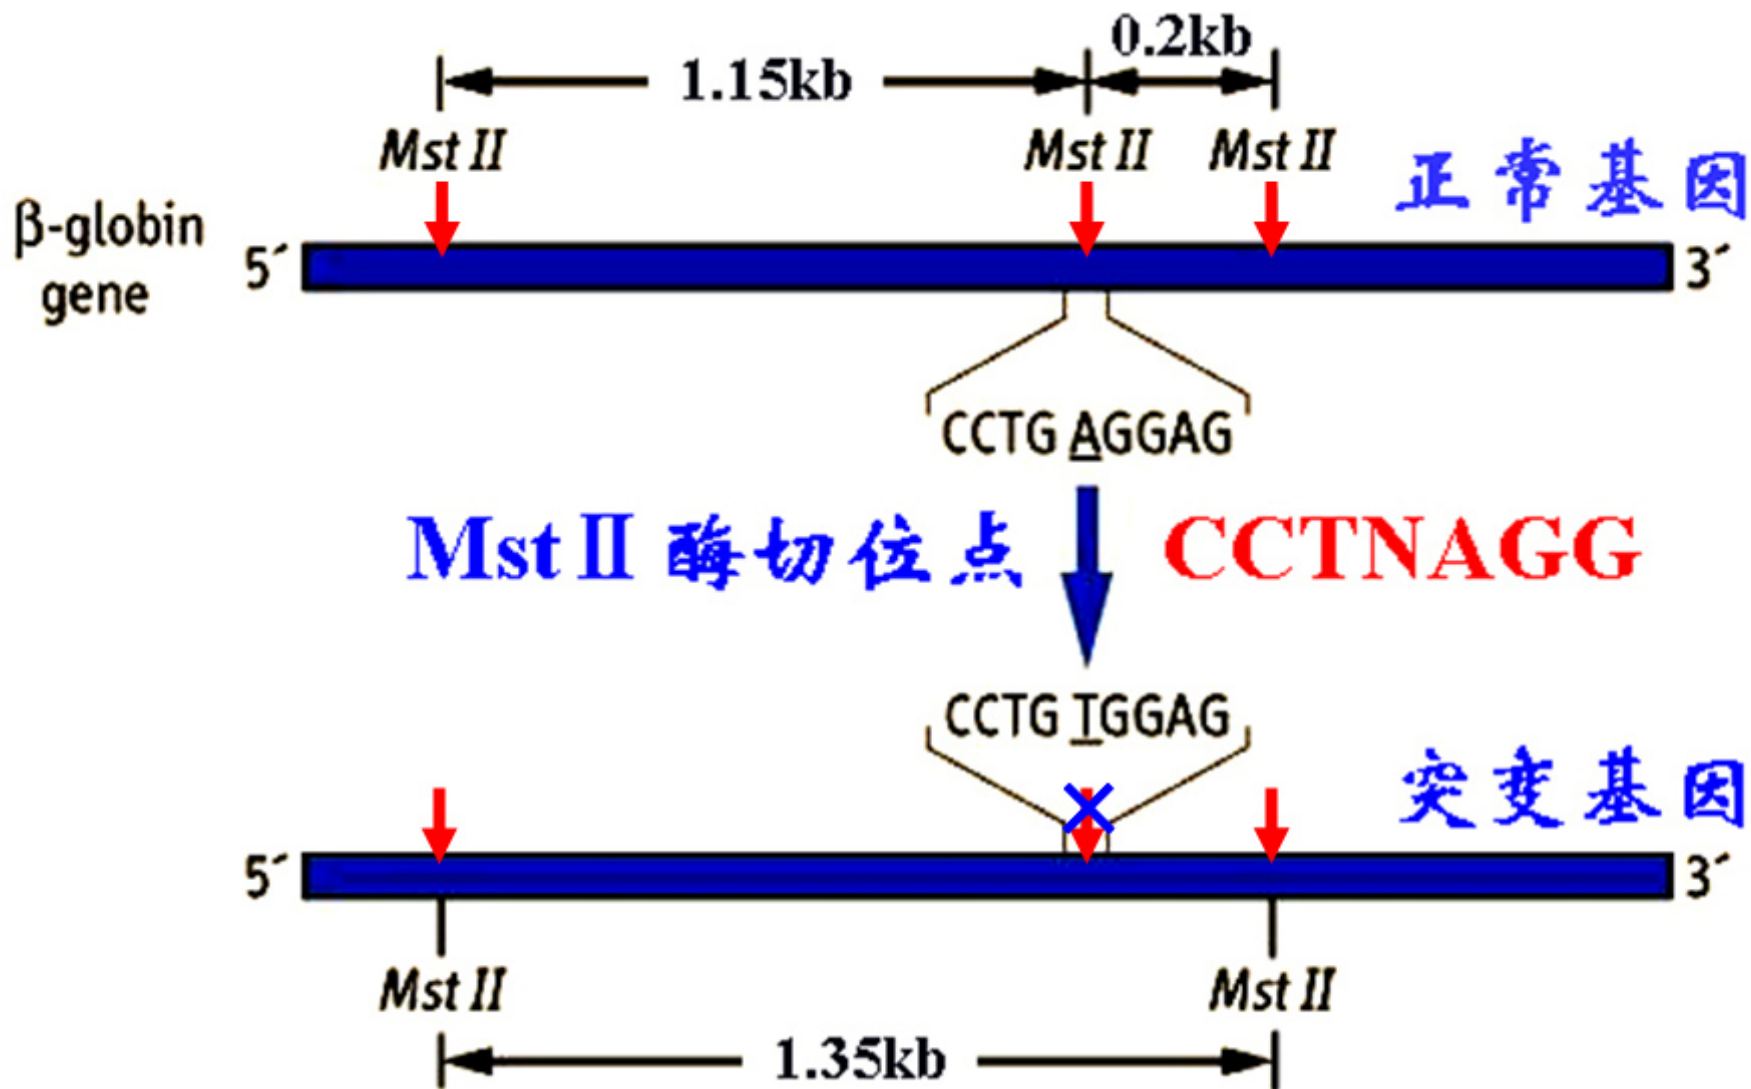 0.2kb
1.15kb
Mst II Mst II Mst II
正常基因
β-globin
gene
5´ 3´
CCTG AGGAG
Mst Ⅱ 酶切位点 CCTNAGG
CCTG TGGAG
突变基因
5´ 3´
Mst II Mst II
1.35kb